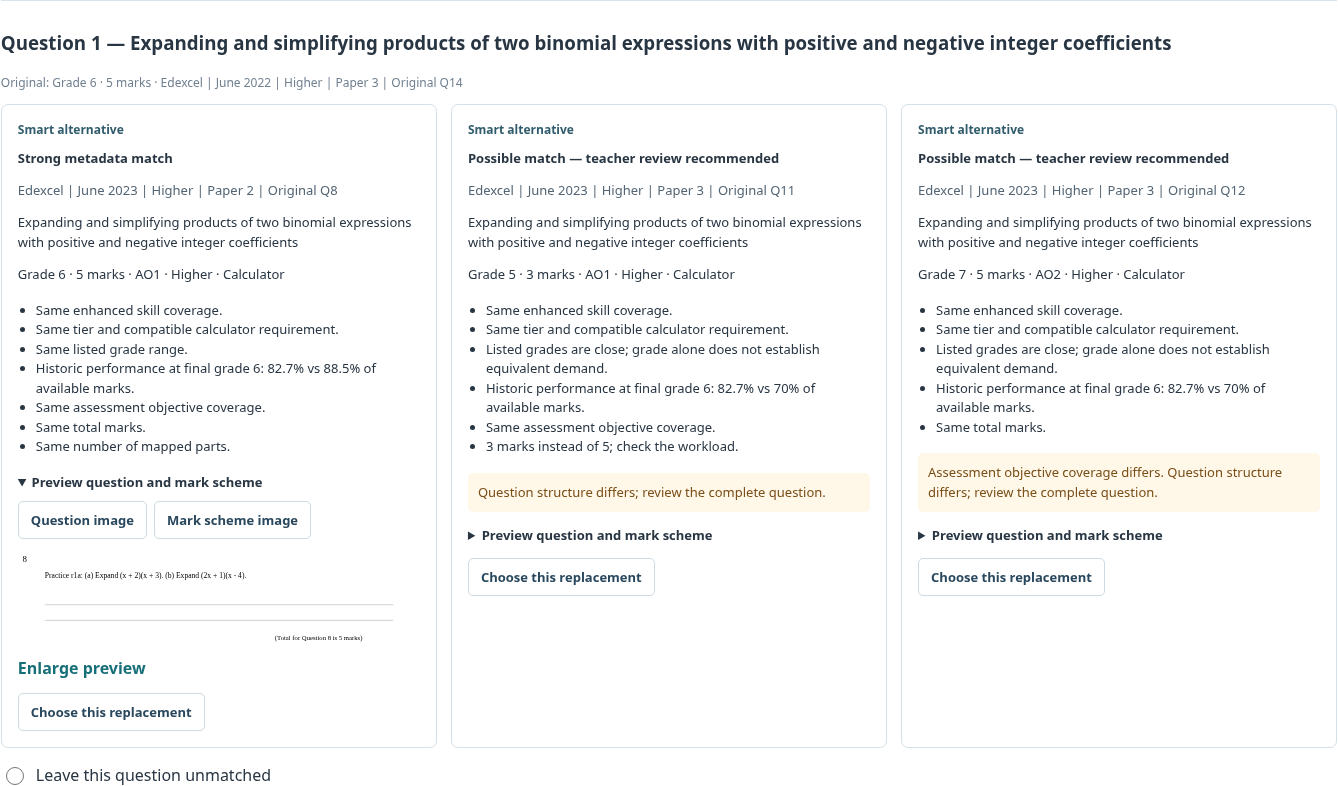 Question 1 — Expanding and simplifying products of two binomial expressions with positive and negative integer coefficients
Original: Grade 6 · 5 marks · Edexcel | June 2022 | Higher | Paper 3 | Original Q14
Smart alternative
Strong metadata match
Edexcel | June 2023 | Higher | Paper 2 | Original Q8
Expanding and simplifying products of two binomial expressions
with positive and negative integer coefficients
Grade 6 · 5 marks · AO1 · Higher · Calculator
• Same enhanced skill coverage.
• Same tier and compatible calculator requirement.
• Same listed grade range.
• Historic performance at final grade 6: 82.7% vs 88.5% of
available marks.
• Same assessment objective coverage.
• Same total marks.
• Same number of mapped parts.
▼ Preview question and mark scheme
Question image
Mark scheme image
8
Practice r1a: (a) Expand (x + 2)(x + 3). (b) Expand (2x + 1)(x - 4).
(Total for Question 8 is 5 marks)
Enlarge preview
Choose this replacement
Smart alternative
Possible match — teacher review recommended
Edexcel | June 2023 | Higher | Paper 3 | Original Q11
Expanding and simplifying products of two binomial expressions
with positive and negative integer coefficients
Grade 5 · 3 marks · AO1 · Higher · Calculator
• Same enhanced skill coverage.
• Same tier and compatible calculator requirement.
• Listed grades are close; grade alone does not establish
equivalent demand.
• Historic performance at final grade 6: 82.7% vs 70% of
available marks.
• Same assessment objective coverage.
• 3 marks instead of 5; check the workload.
Question structure differs; review the complete question.
▶ Preview question and mark scheme
Choose this replacement
Smart alternative
Possible match — teacher review recommended
Edexcel | June 2023 | Higher | Paper 3 | Original Q12
Expanding and simplifying products of two binomial expressions
with positive and negative integer coefficients
Grade 7 · 5 marks · AO2 · Higher · Calculator
• Same enhanced skill coverage.
• Same tier and compatible calculator requirement.
• Listed grades are close; grade alone does not establish
equivalent demand.
• Historic performance at final grade 6: 82.7% vs 70% of
available marks.
• Same total marks.
Assessment objective coverage differs. Question structure
differs; review the complete question.
▶ Preview question and mark scheme
Choose this replacement
Leave this question unmatched